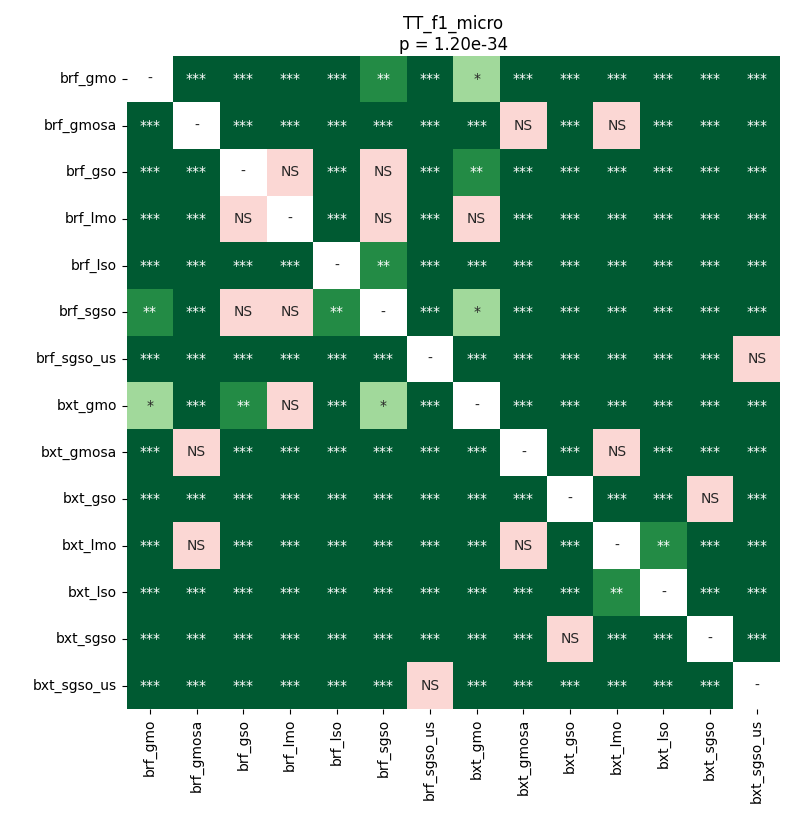 TT_f1_micro
p = 1.20e-34
brf_gmo - *** *** *** *** ** *** * *** *** *** *** *** ***
brf_gmosa *** - *** *** *** *** *** *** NS *** NS *** *** ***
brf_gso *** *** - NS *** NS *** ** *** *** *** *** *** ***
brf_lmo *** *** NS - *** NS *** NS *** *** *** *** *** ***
brf_lso *** *** *** *** - ** *** *** *** *** *** *** *** ***
brf_sgso ** *** NS NS ** - *** * *** *** *** *** *** ***
brf_sgso_us *** *** *** *** *** *** - *** *** *** *** *** *** NS
bxt_gmo * *** ** NS *** * *** - *** *** *** *** *** ***
bxt_gmosa *** NS *** *** *** *** *** *** - *** NS *** *** ***
bxt_gso *** *** *** *** *** *** *** *** *** - *** *** NS ***
bxt_lmo *** NS *** *** *** *** *** *** NS *** - ** *** ***
bxt_lso *** *** *** *** *** *** *** *** *** *** ** - *** ***
bxt_sgso *** *** *** *** *** *** *** *** *** NS *** *** - ***
bxt_sgso_us *** *** *** *** *** *** NS *** *** *** *** *** *** -
brf_gmo brf_gmosa brf_gso brf_lmo brf_lso brf_sgso brf_sgso_us bxt_gmo bxt_gmosa bxt_gso bxt_lmo bxt_lso bxt_sgso bxt_sgso_us